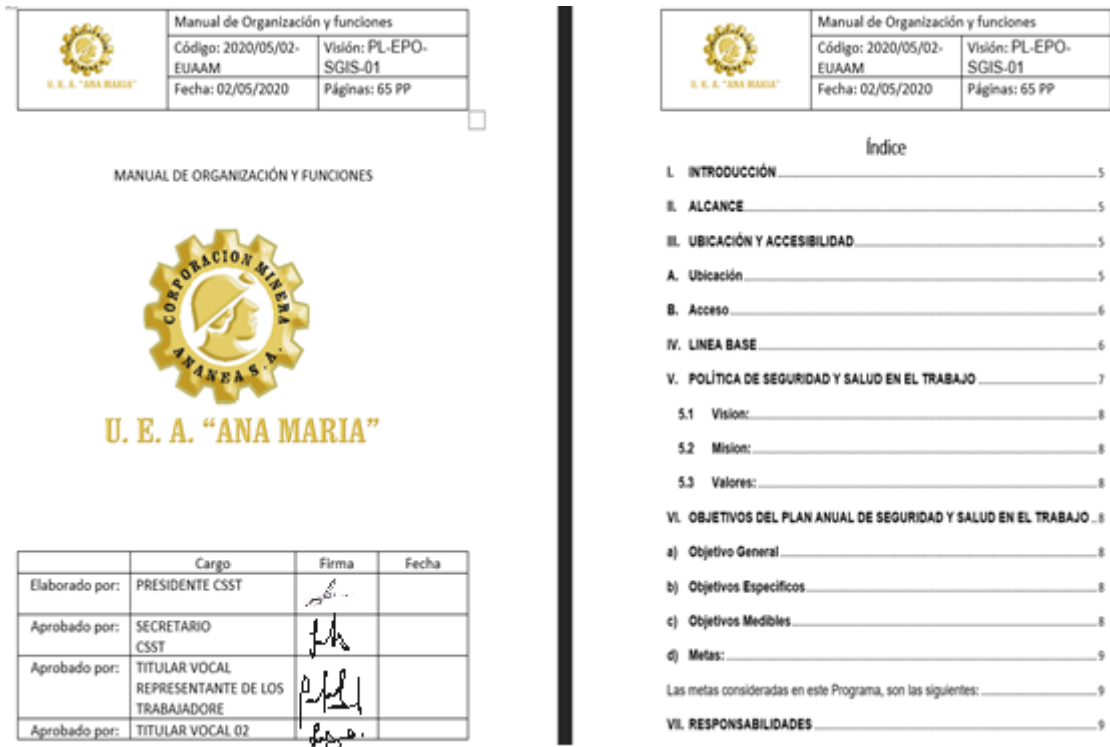 Manual de Organización y funciones
Código: 2020/05/02-
EUAAM
Visión: PL-EPO-
SGIS-01
Fecha: 02/05/2020
Páginas: 65 PP
U. E. A. "ANA MARIA"
MANUAL DE ORGANIZACIÓN Y FUNCIONES
CORPORACION MINERA
ANANEA S.A.
U. E. A. “ANA MARIA”
Cargo
Firma
Fecha
Elaborado por:
PRESIDENTE CSST
Aprobado por:
SECRETARIO
CSST
Aprobado por:
TITULAR VOCAL
REPRESENTANTE DE LOS
TRABAJADORE
Aprobado por:
TITULAR VOCAL 02
Manual de Organización y funciones
Código: 2020/05/02-
EUAAM
Visión: PL-EPO-
SGIS-01
Fecha: 02/05/2020
Páginas: 65 PP
U. E. A. "ANA MARIA"
Índice
I. INTRODUCCIÓN 5
II. ALCANCE 5
III. UBICACIÓN Y ACCESIBILIDAD 5
A. Ubicación 5
B. Acceso 6
IV. LINEA BASE 6
V. POLÍTICA DE SEGURIDAD Y SALUD EN EL TRABAJO 7
5.1 Vision: 8
5.2 Mision: 8
5.3 Valores: 8
VI. OBJETIVOS DEL PLAN ANUAL DE SEGURIDAD Y SALUD EN EL TRABAJO 8
a) Objetivo General 8
b) Objetivos Especificos 8
c) Objetivos Medibles 8
d) Metas: 9
Las metas consideradas en este Programa, son las siguientes: 9
VII. RESPONSABILIDADES 9